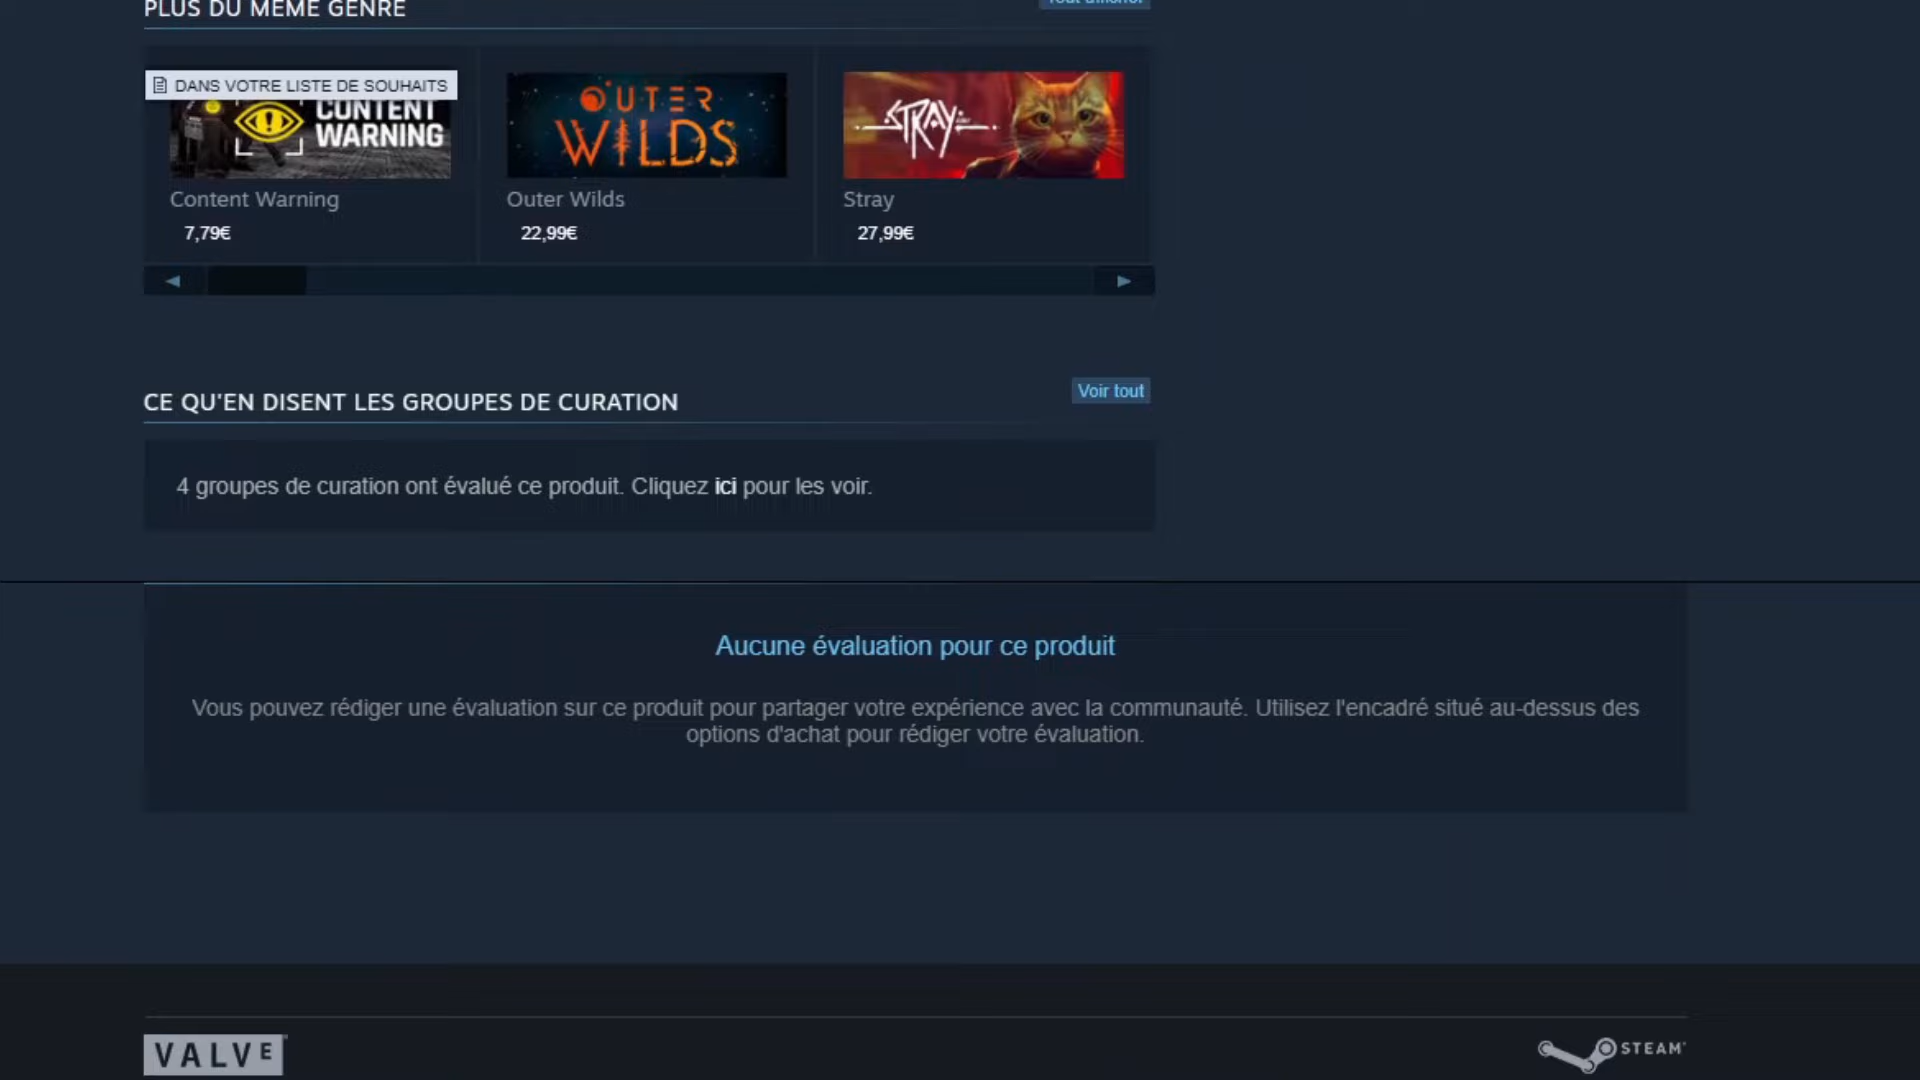 PLUS DU MÊME GENRE
Tout afficher
DANS VOTRE LISTE DE SOUHAITS
CONTENT
WARNING
OUTER
WILDS
STRAY
Content Warning
Outer Wilds
Stray
7,79€
22,99€
27,99€
CE QU'EN DISENT LES GROUPES DE CURATION
Voir tout
4 groupes de curation ont évalué ce produit. Cliquez ici pour les voir.
Aucune évaluation pour ce produit
Vous pouvez rédiger une évaluation sur ce produit pour partager votre expérience avec la communauté. Utilisez l'encadré situé au-dessus des
options d'achat pour rédiger votre évaluation.
VALVE
STEAM